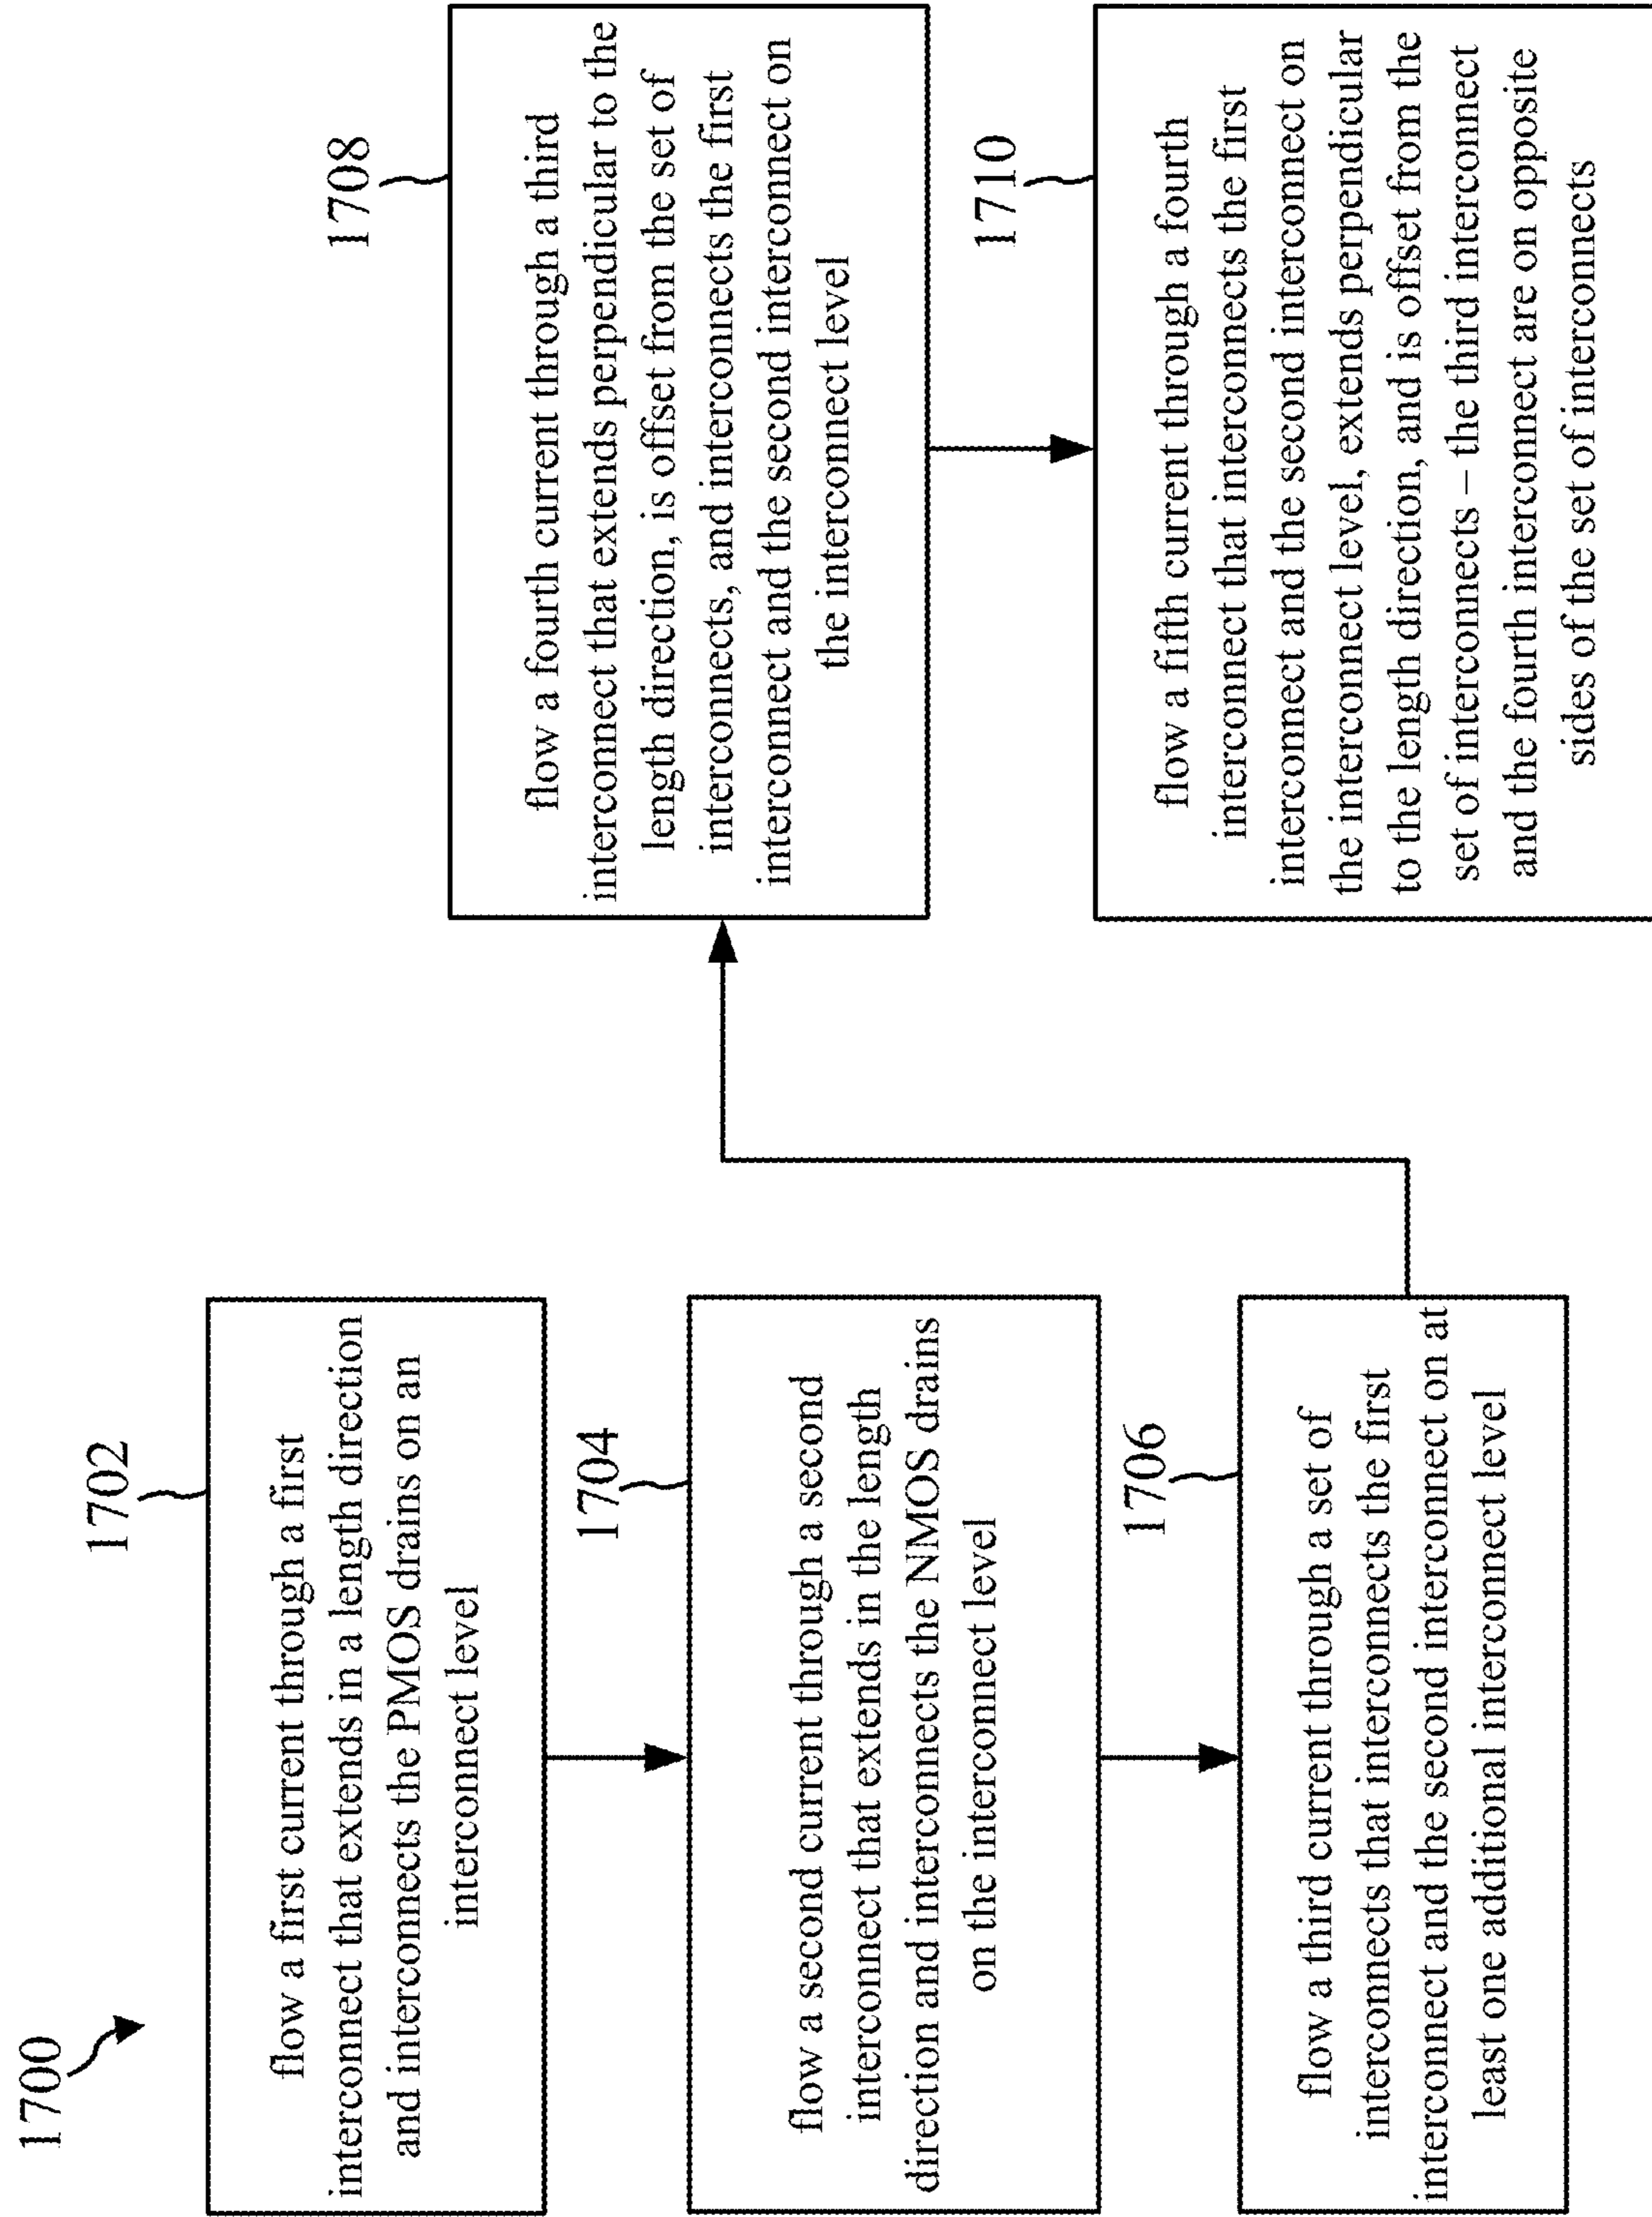 1700
1702
flow a first current through a first
interconnect that extends in a length direction
and interconnects the PMOS drains on an
interconnect level
1704
flow a second current through a second
interconnect that extends in the length
direction and interconnects the NMOS drains
on the interconnect level
1706
flow a third current through a set of
interconnects that interconnects the first
interconnect and the second interconnect on at
least one additional interconnect level
1708
flow a fourth current through a third
interconnect that extends perpendicular to the
length direction, is offset from the set of
interconnects, and interconnects the first
interconnect and the second interconnect on
the interconnect level
1710
flow a fifth current through a fourth
interconnect that interconnects the first
interconnect and the second interconnect on
the interconnect level, extends perpendicular
to the length direction, and is offset from the
set of interconnects – the third interconnect
and the fourth interconnect are on opposite
sides of the set of interconnects